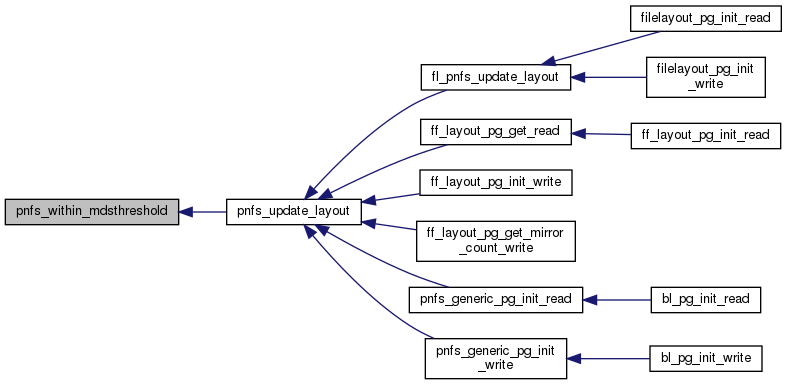 filelayout_pg_init_read
fl_pnfs_update_layout
filelayout_pg_init
_write
ff_layout_pg_get_read
ff_layout_pg_init_read
ff_layout_pg_init_write
pnfs_within_mdsthreshold
pnfs_update_layout
ff_layout_pg_get_mirror
_count_write
pnfs_generic_pg_init_read
bl_pg_init_read
pnfs_generic_pg_init
_write
bl_pg_init_write